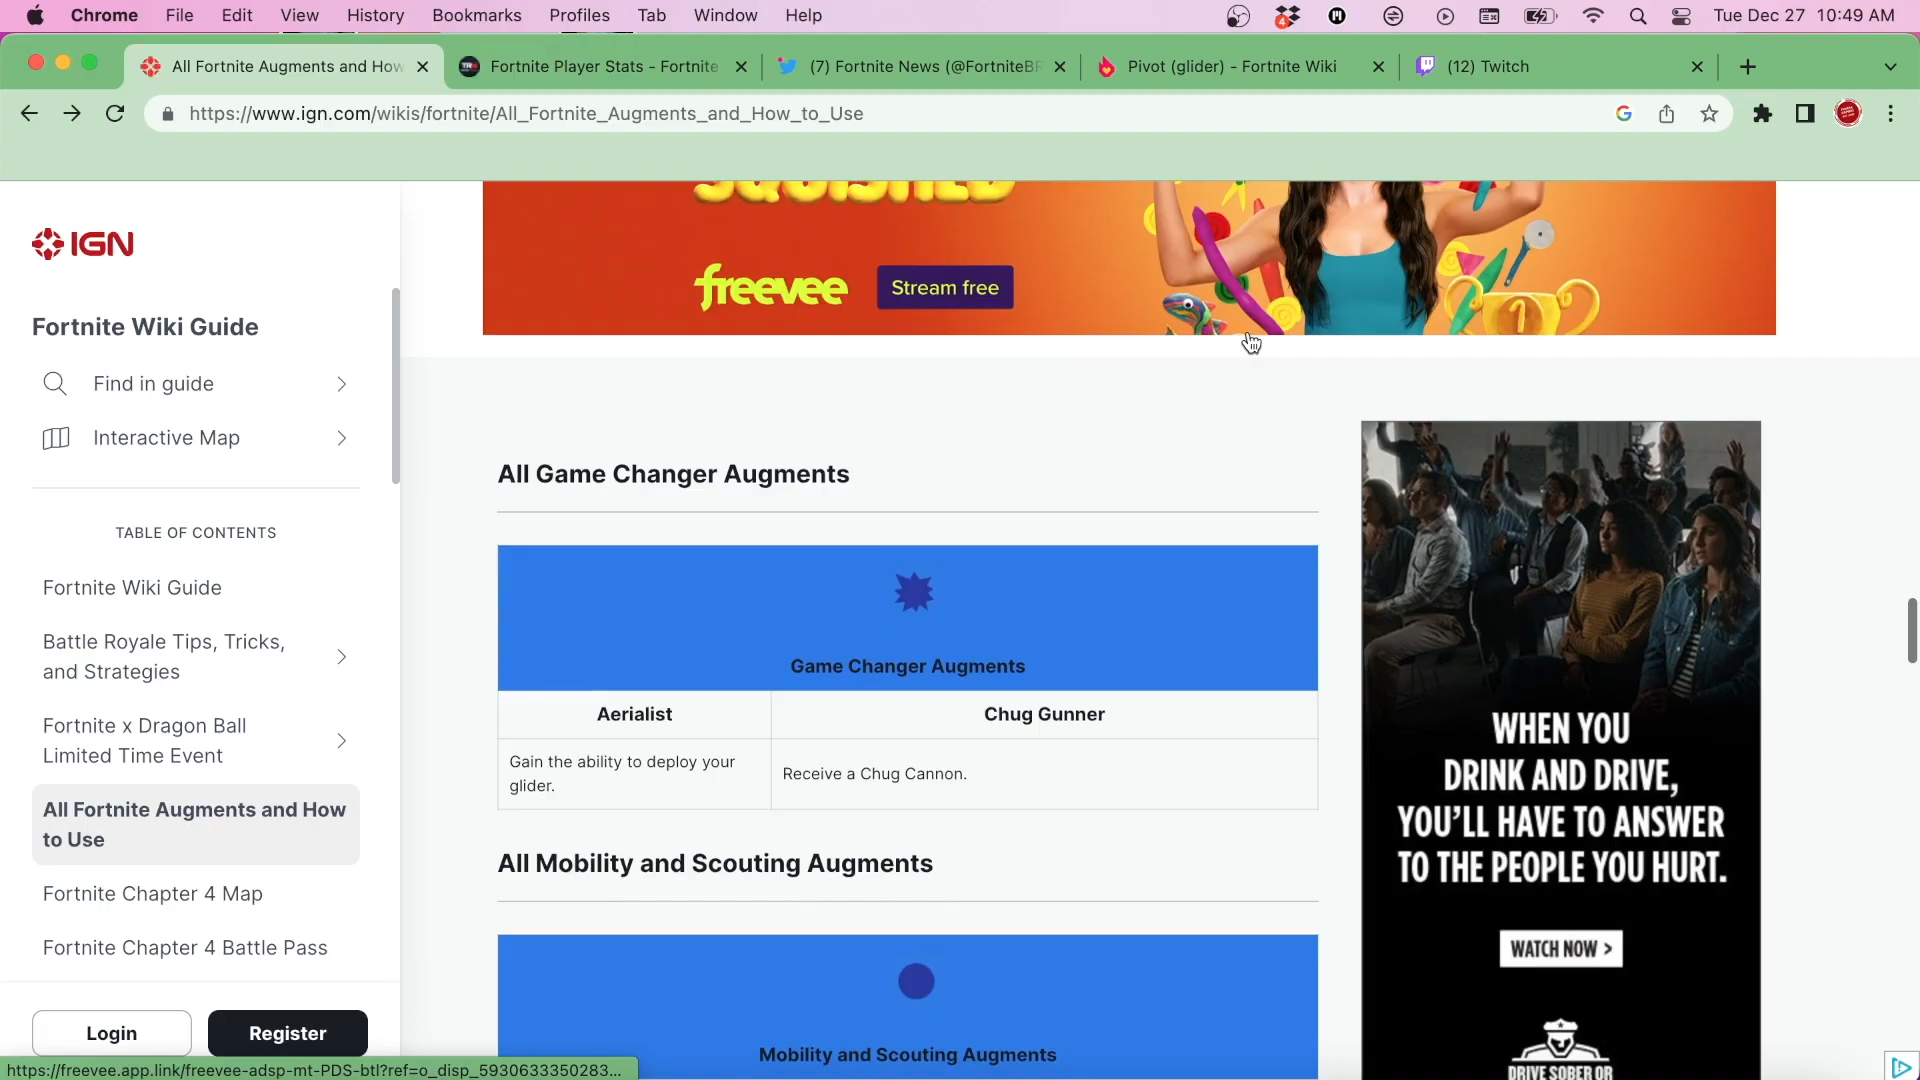 Chrome File Edit View History Bookmarks Profiles Tab Window Help
4
Tue Dec 27 10:49 AM
All Fortnite Augments and How
Fortnite Player Stats - Fortnite
(7) Fortnite News (@FortniteBR
Pivot (glider) - Fortnite Wiki
(12) Twitch
https://www.ign.com/wikis/fortnite/All_Fortnite_Augments_and_How_to_Use
SQUISHED
freevee
Stream free
1
IGN
Fortnite Wiki Guide
Find in guide
Interactive Map
TABLE OF CONTENTS
Fortnite Wiki Guide
Battle Royale Tips, Tricks,
and Strategies
Fortnite x Dragon Ball
Limited Time Event
All Fortnite Augments and How
to Use
Fortnite Chapter 4 Map
Fortnite Chapter 4 Battle Pass
Login
Register
https://freevee.app.link/freevee-adsp-mt-PDS-btl?ref=o_disp_5930633350283...
All Game Changer Augments
Game Changer Augments
Aerialist
Chug Gunner
Gain the ability to deploy your
glider.
Receive a Chug Cannon.
All Mobility and Scouting Augments
Mobility and Scouting Augments
WHEN YOU
DRINK AND DRIVE,
YOU'LL HAVE TO ANSWER
TO THE PEOPLE YOU HURT.
WATCH NOW >
DRIVE SOBER OR